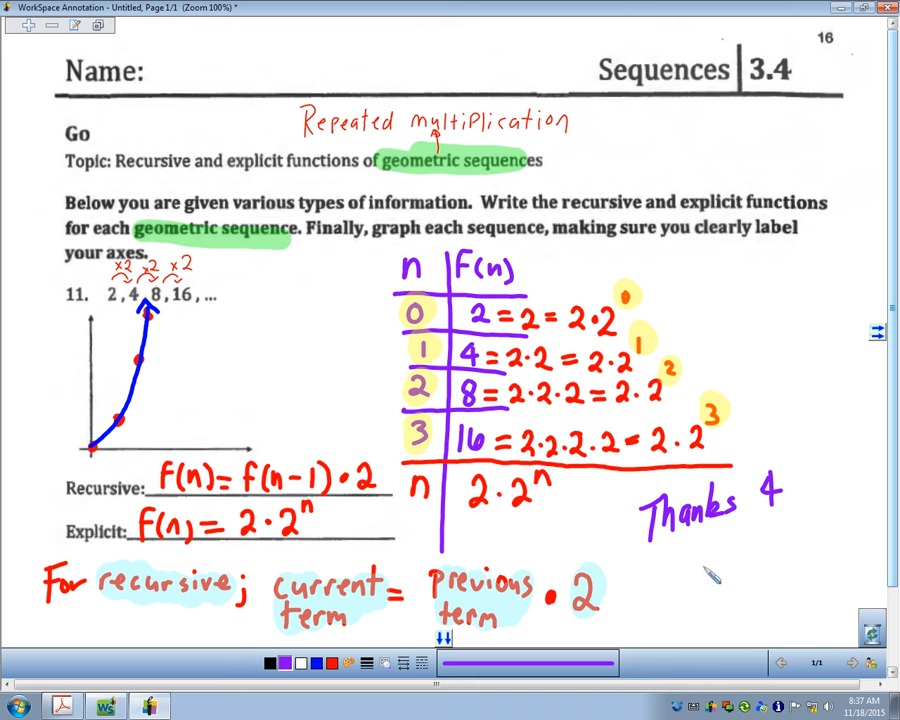 WorkSpace Annotation - Untitled, Page 1/1 (Zoom 100%) *
16
Name:
Sequences 3.4
Repeated multiplication
Go
Topic: Recursive and explicit functions of geometric sequences
Below you are given various types of information. Write the recursive and explicit functions
for each geometric sequence. Finally, graph each sequence, making sure you clearly label
your axes.
×2 ×2 ×2
11. 2, 4, 8, 16, ...
n F(n)
0 2 = 2 = 2·2⁰
1 4 = 2·2 = 2·2¹
2 8 = 2·2·2 = 2·2²
3 16 = 2·2·2·2 = 2·2³
n 2·2ⁿ
Recursive: f(n) = f(n-1)·2
Explicit: f(n) = 2·2ⁿ
Thanks 4
For recursive; current term = previous term · 2
1/1
8:37 AM
11/18/2015